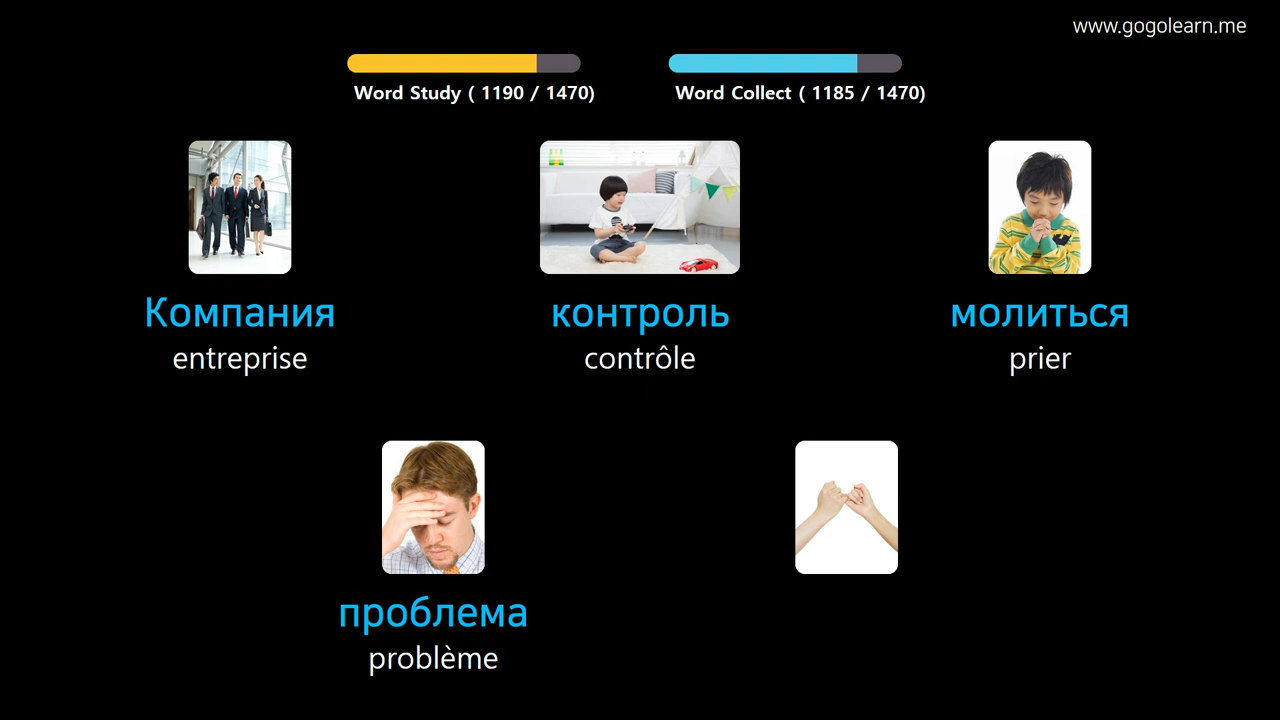 www.gogolearn.me
Word Study ( 1190 / 1470)
Word Collect ( 1185 / 1470)
Компания
entreprise
контроль
contrôle
молиться
prier
проблема
problème